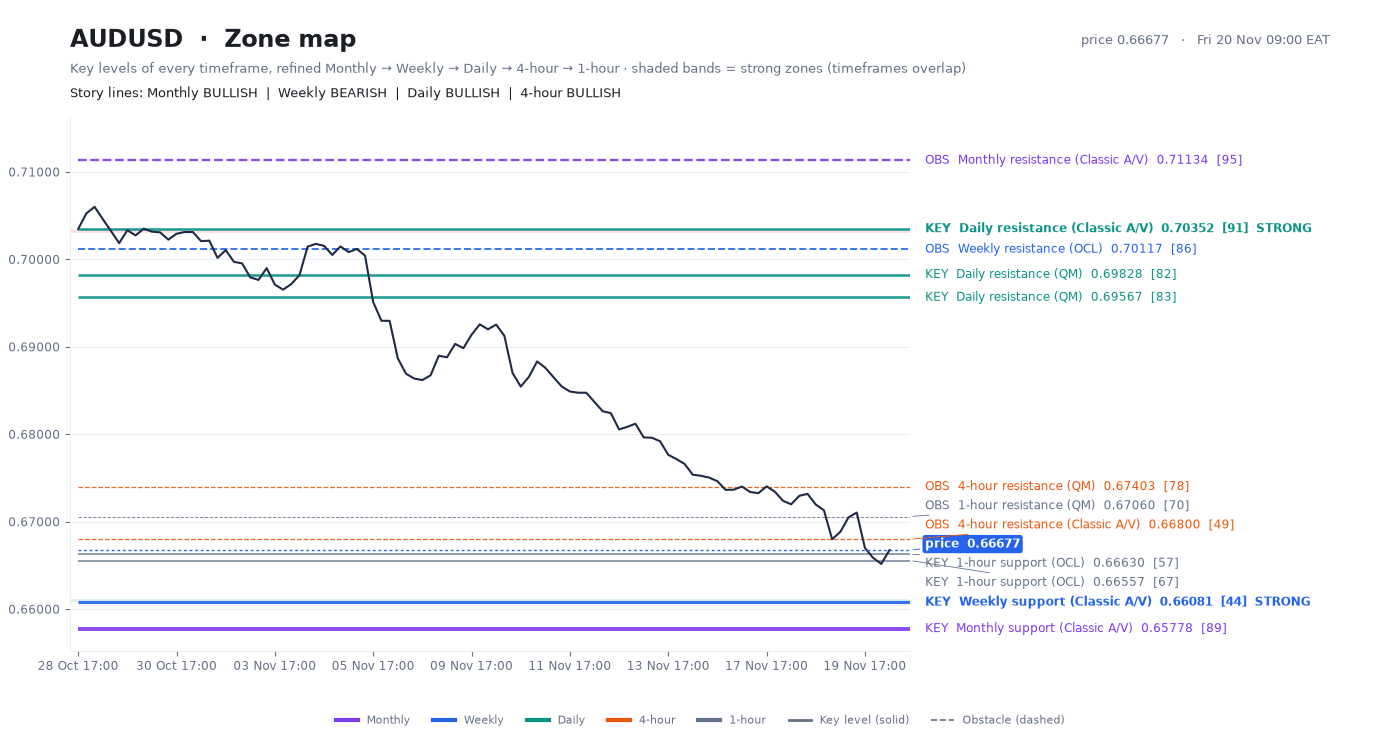 AUDUSD · Zone map
price 0.66677 · Fri 20 Nov 09:00 EAT
Key levels of every timeframe, refined Monthly → Weekly → Daily → 4-hour → 1-hour · shaded bands = strong zones (timeframes overlap)
Story lines: Monthly BULLISH | Weekly BEARISH | Daily BULLISH | 4-hour BULLISH
OBS Monthly resistance (Classic A/V) 0.71134 [95]
0.71000
KEY Daily resistance (Classic A/V) 0.70352 [91] STRONG
OBS Weekly resistance (OCL) 0.70117 [86]
0.70000
KEY Daily resistance (QM) 0.69828 [82]
KEY Daily resistance (QM) 0.69567 [83]
0.69000
0.68000
OBS 4-hour resistance (QM) 0.67403 [78]
OBS 1-hour resistance (QM) 0.67060 [70]
0.67000
OBS 4-hour resistance (Classic A/V) 0.66800 [49]
price 0.66677
KEY 1-hour support (OCL) 0.66630 [57]
KEY 1-hour support (OCL) 0.66557 [67]
KEY Weekly support (Classic A/V) 0.66081 [44] STRONG
0.66000
KEY Monthly support (Classic A/V) 0.65778 [89]
28 Oct 17:00 30 Oct 17:00 03 Nov 17:00 05 Nov 17:00 09 Nov 17:00 11 Nov 17:00 13 Nov 17:00 17 Nov 17:00 19 Nov 17:00
Monthly Weekly Daily 4-hour 1-hour Key level (solid) Obstacle (dashed)